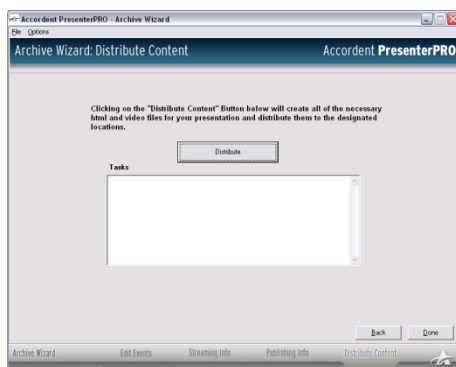 Accordent PresenterPRO - Archive Wizard
File Options
Archive Wizard: Distribute Content Accordent PresenterPRO
Clicking on the "Distribute Content" Button below will create all of the necessary
html and video files for your presentation and distribute them to the designated
locations.
Distribute
Tasks
Back Done
Archive Wizard Edit Events Streaming Info Publishing Info Distribute Content